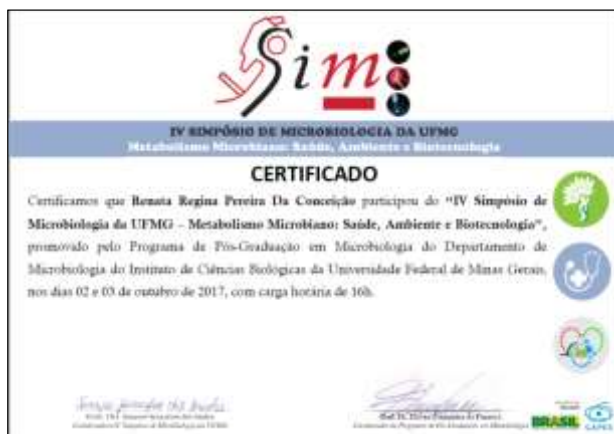 Sim
IV SIMPÓSIO DE MICROBIOLOGIA DA UFMG
Metabolismo Microbiano: Saúde, Ambiente e Biotecnologia
CERTIFICADO
Certificamos que Renata Regina Pereira Da Conceição participou do "IV Simpósio de
Microbiologia da UFMG – Metabolismo Microbiano: Saúde, Ambiente e Biotecnologia",
promovido pelo Programa de Pós-Graduação em Microbiologia do Departamento de
Microbiologia do Instituto de Ciências Biológicas da Universidade Federal de Minas Gerais,
nos dias 02 e 03 de outubro de 2017, com carga horária de 16h.
BRASIL
CAPES